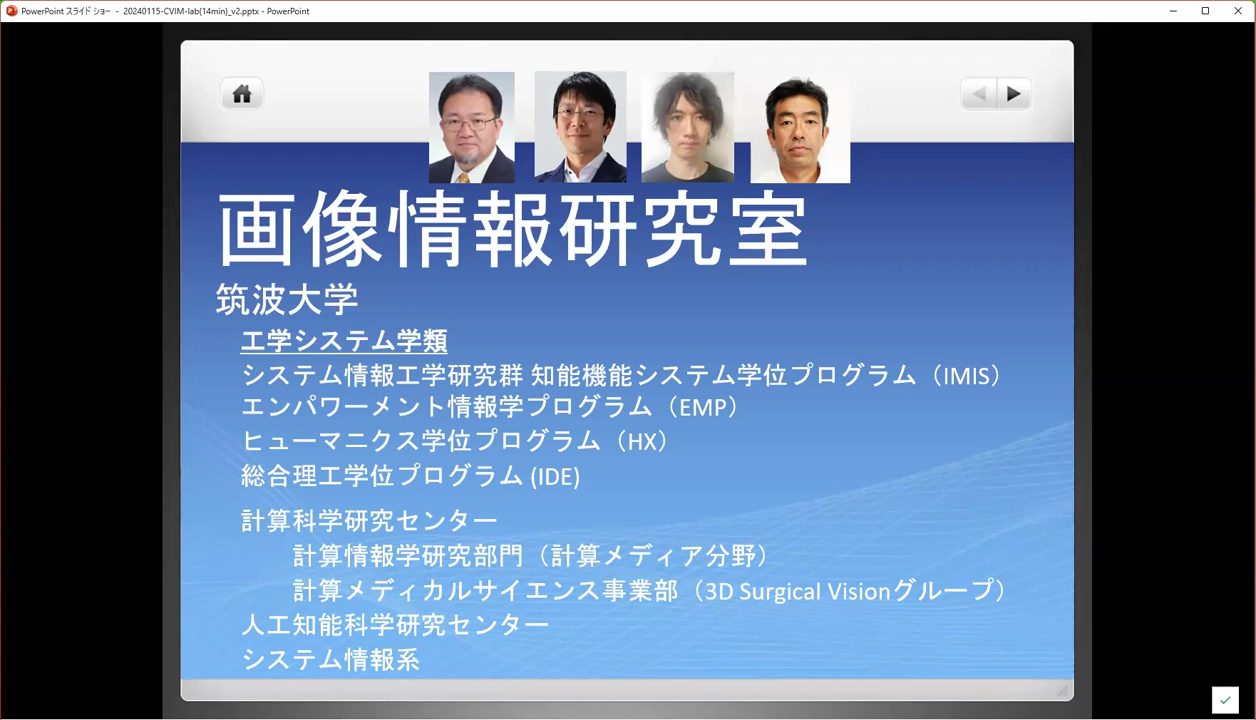 PowerPoint スライド ショー - 20240115-CVIM-lab(14min)_v2.pptx - PowerPoint
画像情報研究室
筑波大学
工学システム学類
システム情報工学研究群 知能機能システム学位プログラム（IMIS）
エンパワーメント情報学プログラム（EMP）
ヒューマニクス学位プログラム（HX）
総合理工学位プログラム (IDE)
計算科学研究センター
計算情報学研究部門（計算メディア分野）
計算メディカルサイエンス事業部（3D Surgical Visionグループ）
人工知能科学研究センター
システム情報系